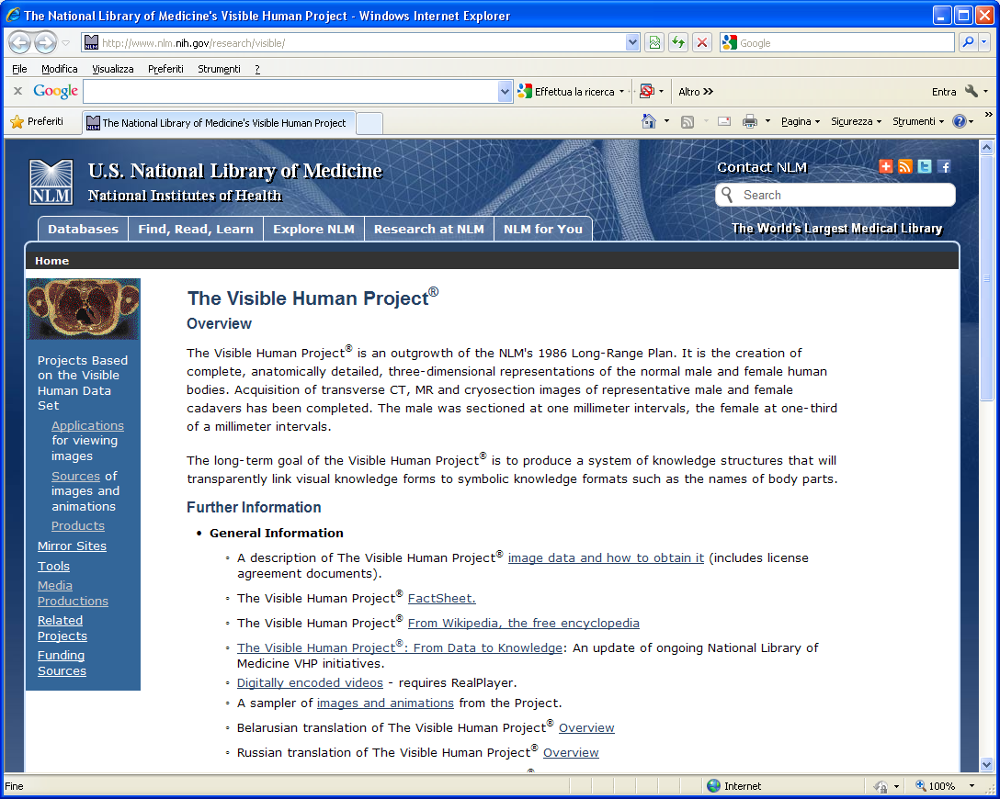 The National Library of Medicine's Visible Human Project - Windows Internet Explorer
NLM http://www.nlm.nih.gov/research/visible/
Google
File Modifica Visualizza Preferiti Strumenti ?
x Google Effettua la ricerca Altro >> Entra
Preferiti NLM The National Library of Medicine's Visible Human Project Pagina Sicurezza Strumenti ? >>
NLM
U.S. National Library of Medicine
National Institutes of Health
Contact NLM
Search
The World's Largest Medical Library
Databases Find, Read, Learn Explore NLM Research at NLM NLM for You
Home
Projects Based
on the Visible
Human Data
Set
Applications
for viewing
images
Sources of
images and
animations
Products
Mirror Sites
Tools
Media
Productions
Related
Projects
Funding
Sources
The Visible Human Project®
Overview
The Visible Human Project® is an outgrowth of the NLM's 1986 Long-Range Plan. It is the creation of
complete, anatomically detailed, three-dimensional representations of the normal male and female human
bodies. Acquisition of transverse CT, MR and cryosection images of representative male and female
cadavers has been completed. The male was sectioned at one millimeter intervals, the female at one-third
of a millimeter intervals.
The long-term goal of the Visible Human Project® is to produce a system of knowledge structures that will
transparently link visual knowledge forms to symbolic knowledge formats such as the names of body parts.
Further Information
• General Information
◦ A description of The Visible Human Project® image data and how to obtain it (includes license
agreement documents).
◦ The Visible Human Project® FactSheet.
◦ The Visible Human Project® From Wikipedia, the free encyclopedia
◦ The Visible Human Project®: From Data to Knowledge: An update of ongoing National Library of
Medicine VHP initiatives.
◦ Digitally encoded videos - requires RealPlayer.
◦ A sampler of images and animations from the Project.
◦ Belarusian translation of The Visible Human Project® Overview
◦ Russian translation of The Visible Human Project® Overview
Fine Internet 100%